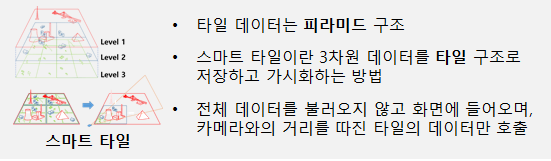 Level 1
Level 2
Level 3
스마트 타일
• 타일 데이터는 피라미드 구조
• 스마트 타일이란 3차원 데이터를 타일 구조로
저장하고 가시화하는 방법
• 전체 데이터를 불러오지 않고 화면에 들어오며,
카메라와의 거리를 따진 타일의 데이터만 호출